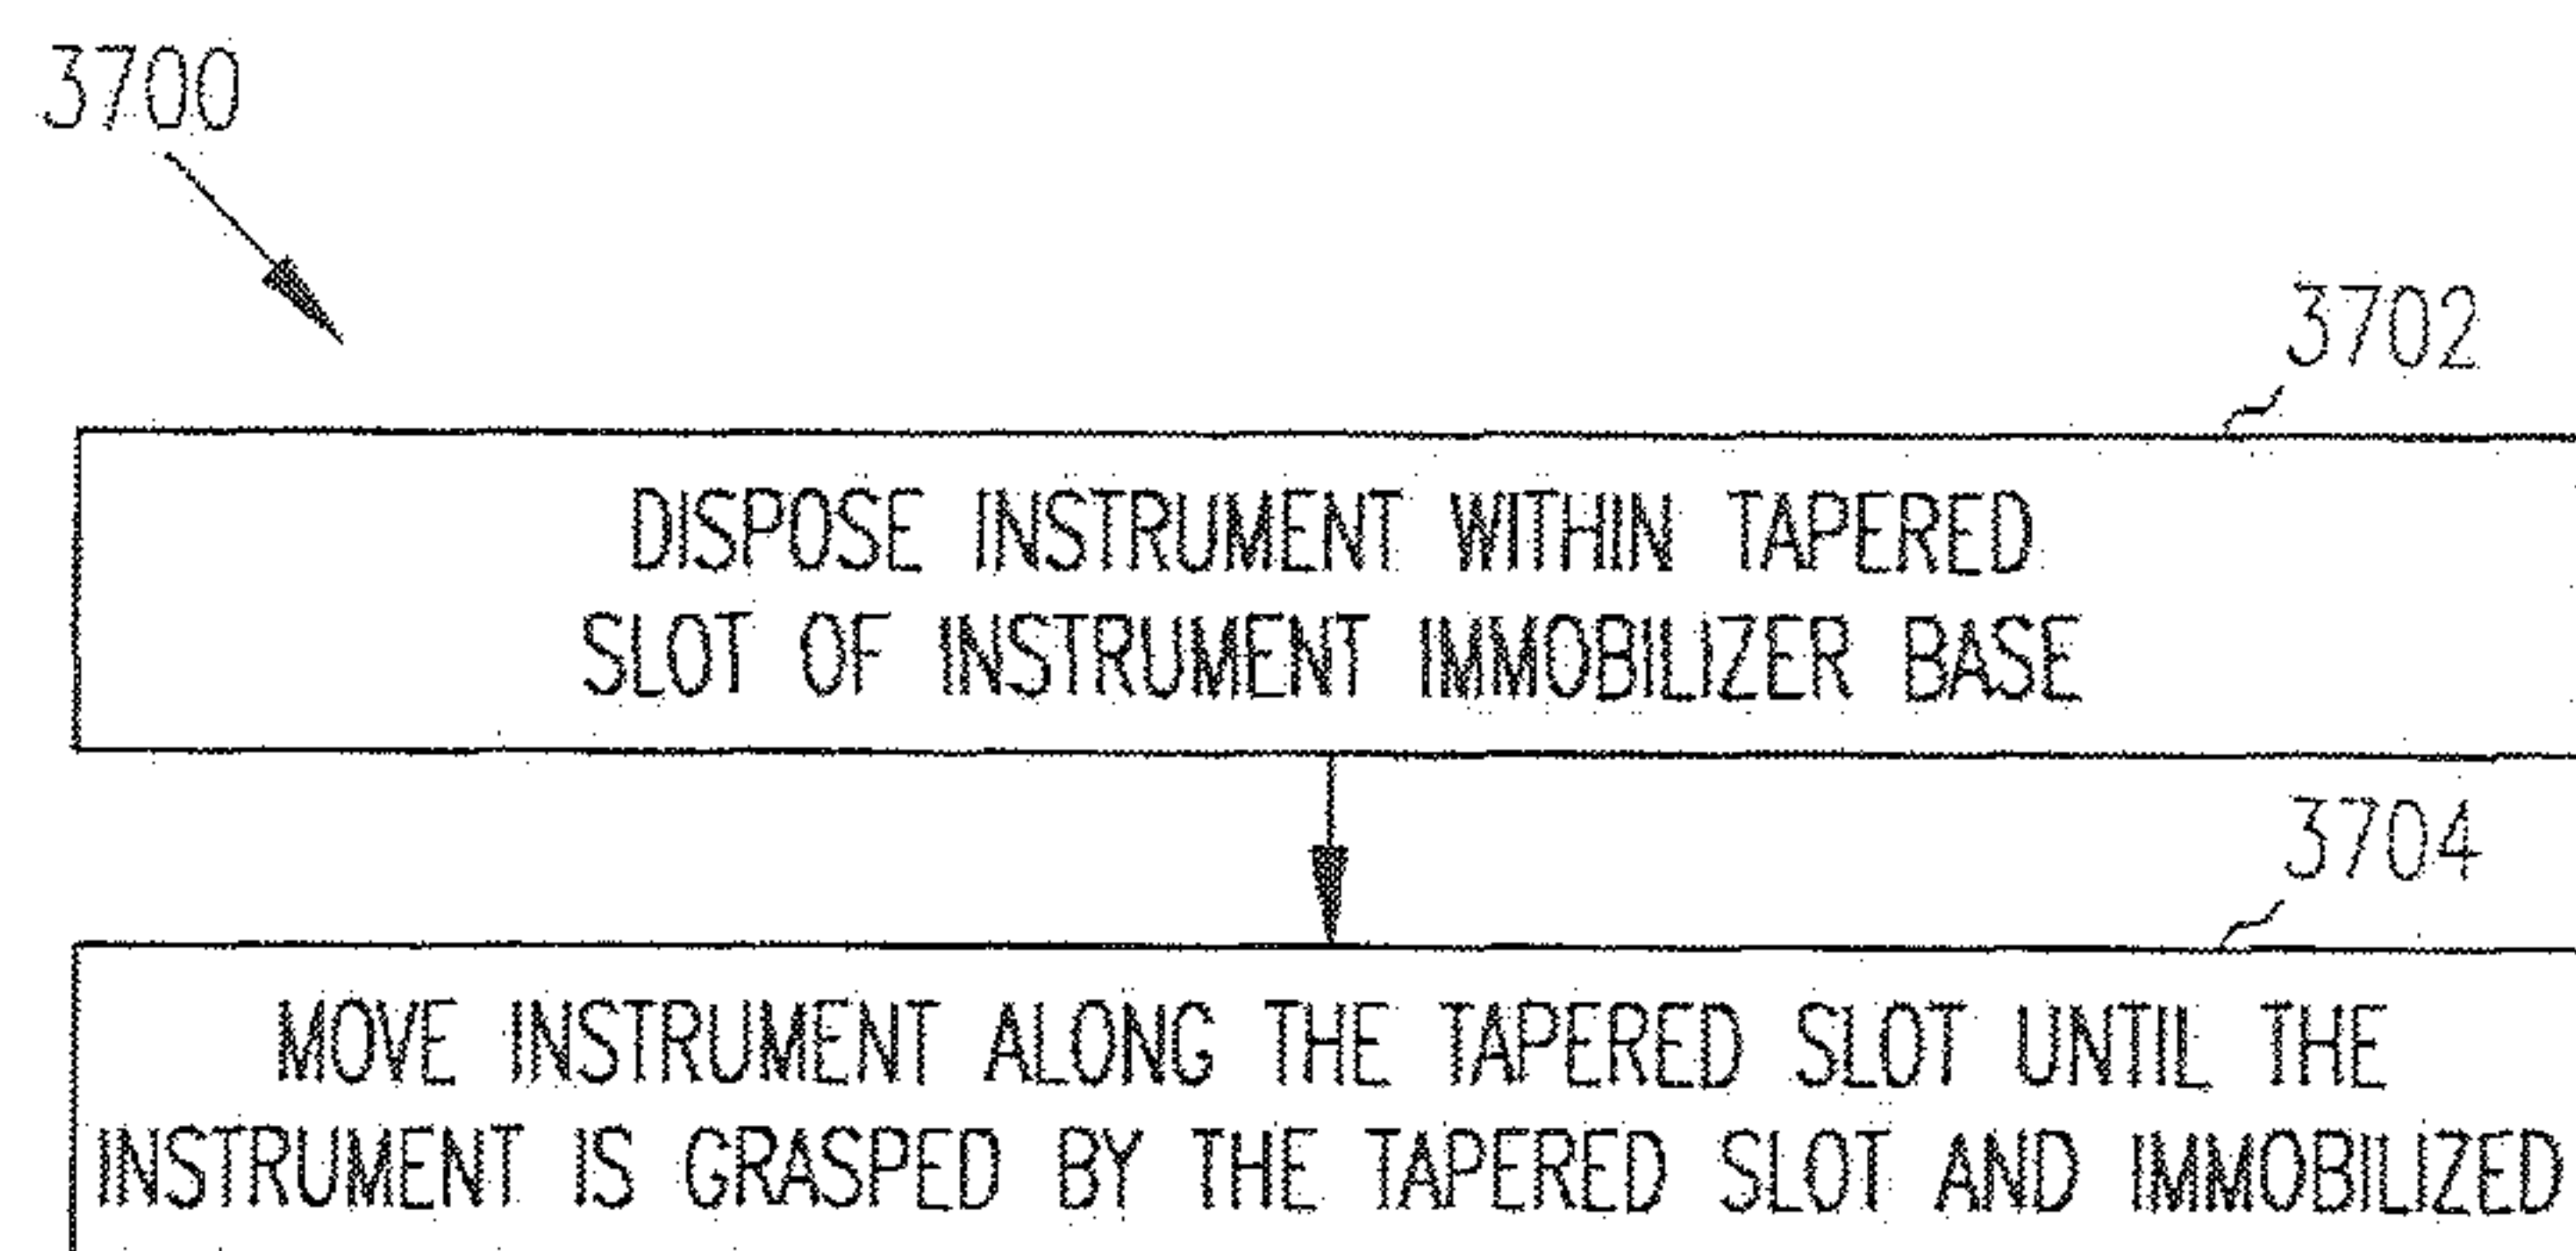 3700
3702
DISPOSE INSTRUMENT WITHIN TAPERED
SLOT OF INSTRUMENT IMMOBILIZER BASE
3704
MOVE INSTRUMENT ALONG THE TAPERED SLOT UNTIL THE
INSTRUMENT IS GRASPED BY THE TAPERED SLOT AND IMMOBILIZED